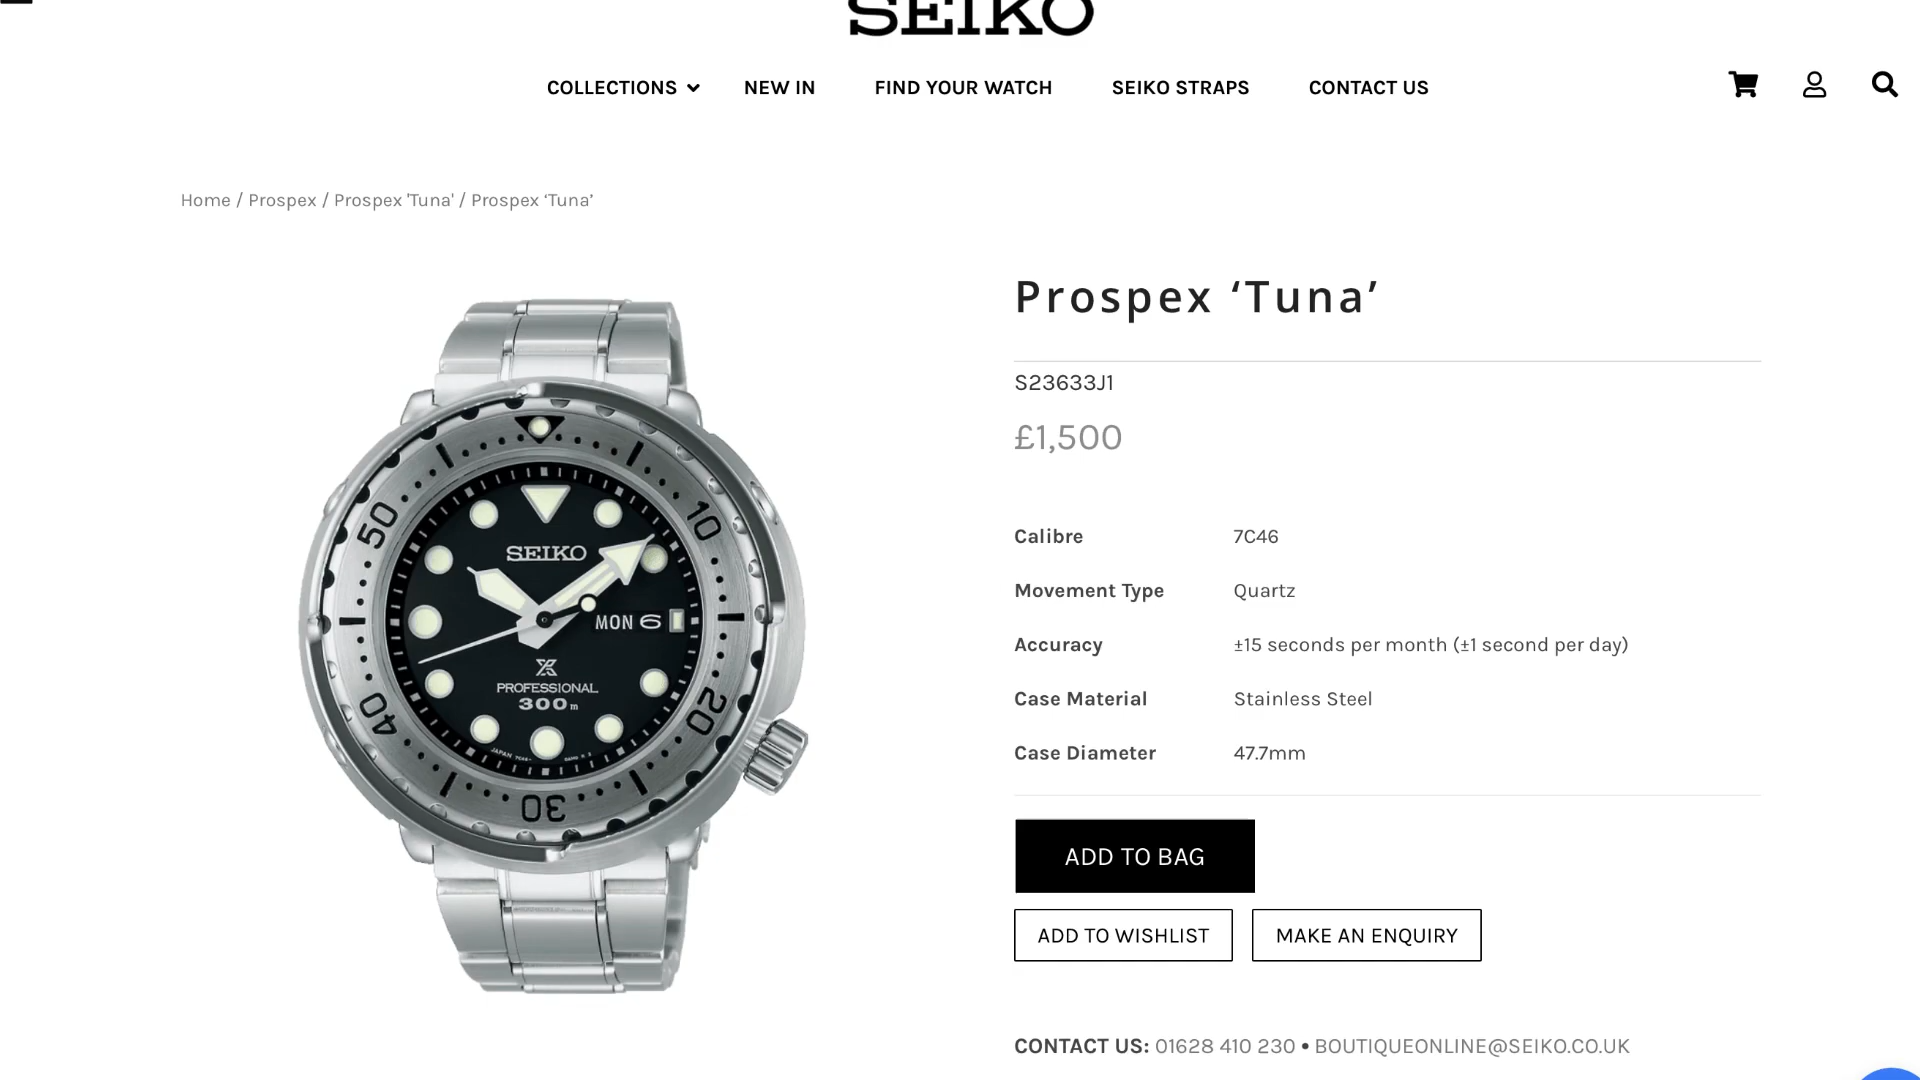 SEIKO
COLLECTIONS NEW IN FIND YOUR WATCH SEIKO STRAPS CONTACT US
Home / Prospex / Prospex 'Tuna' / Prospex ‘Tuna’
Prospex ‘Tuna’
S23633J1
£1,500
Calibre 7C46
Movement Type Quartz
Accuracy ±15 seconds per month (±1 second per day)
Case Material Stainless Steel
Case Diameter 47.7mm
ADD TO BAG
ADD TO WISHLIST MAKE AN ENQUIRY
CONTACT US: 01628 410 230 • BOUTIQUEONLINE@SEIKO.CO.UK
10
20
30
40
50
SEIKO
MON 6
PROFESSIONAL
300m